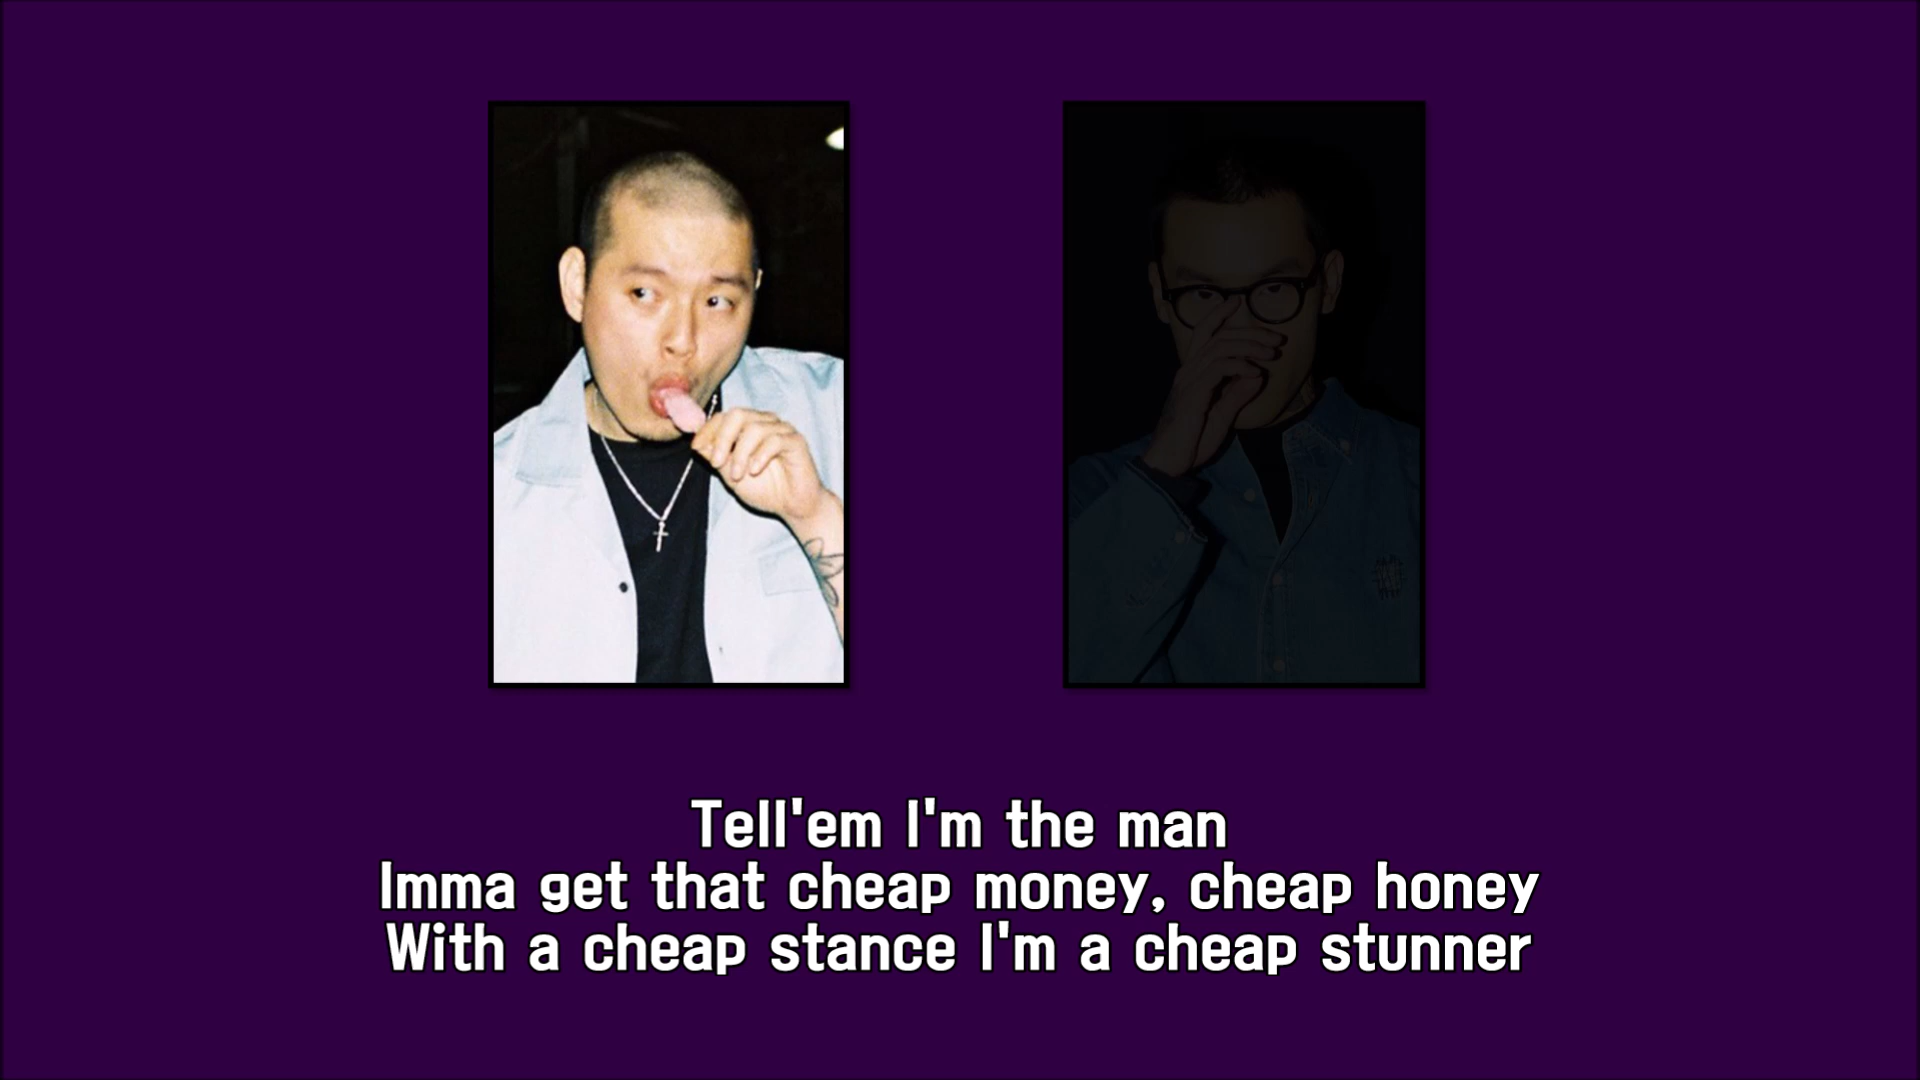 Tell'em I'm the man
Imma get that cheap money, cheap honey
With a cheap stance I'm a cheap stunner